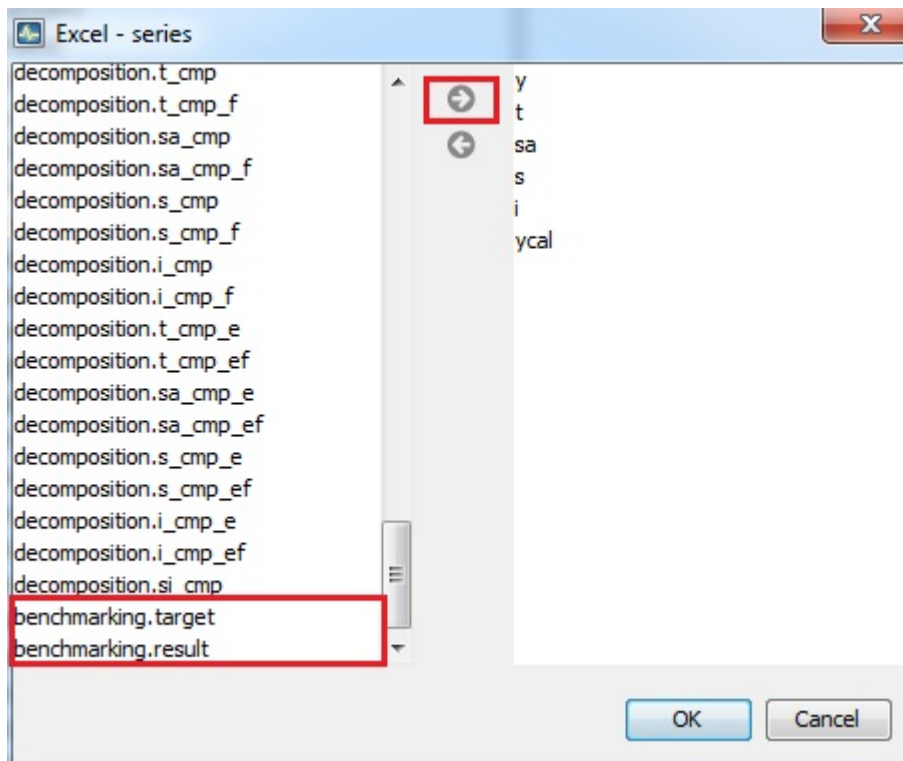 Excel - series
decomposition.t_cmp
decomposition.t_cmp_f
decomposition.sa_cmp
decomposition.sa_cmp_f
decomposition.s_cmp
decomposition.s_cmp_f
decomposition.i_cmp
decomposition.i_cmp_f
decomposition.t_cmp_e
decomposition.t_cmp_ef
decomposition.sa_cmp_e
decomposition.sa_cmp_ef
decomposition.s_cmp_e
decomposition.s_cmp_ef
decomposition.i_cmp_e
decomposition.i_cmp_ef
decomposition.si_cmp
benchmarking.target
benchmarking.result
y
t
sa
s
i
ycal
OK
Cancel